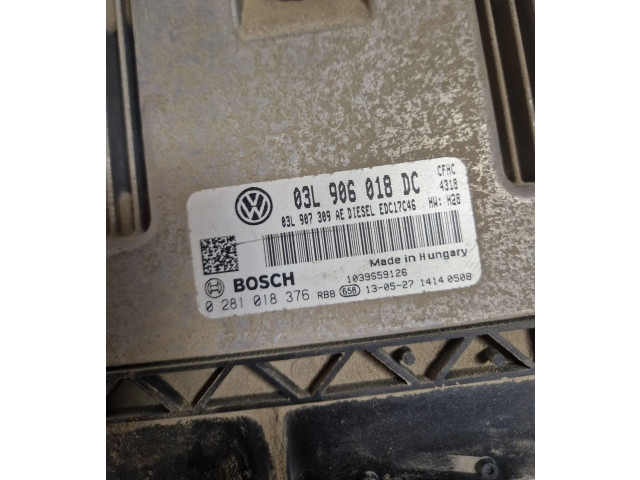 03L 906 018 DC CFHC
03L 907 309 AE DIESEL EDC17C46 HW: H28 4318
Made in Hungary
BOSCH 1039S59126
0 281 018 376 RBB 658 13-05-27 1414 0508